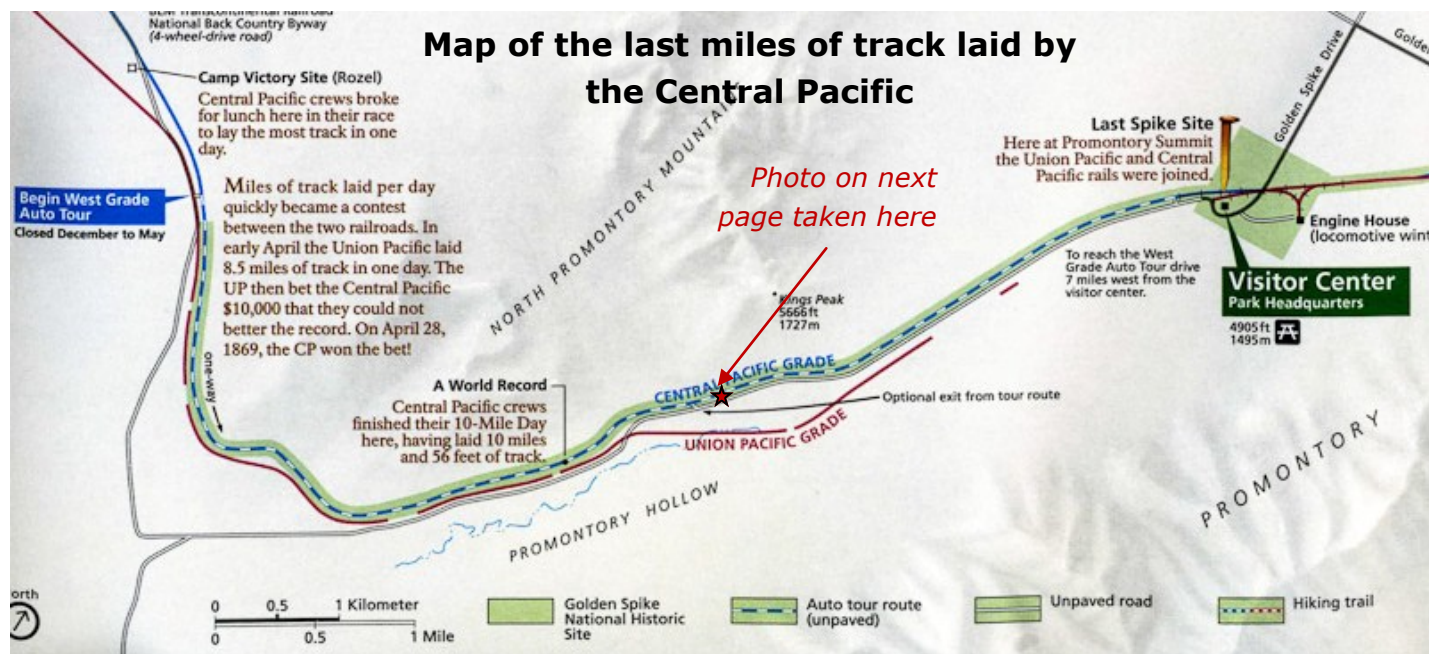 Map of the last miles of track laid by
the Central Pacific
National Back Country Byway
(4-wheel-drive road)
Camp Victory Site (Rozel)
Central Pacific crews broke
for lunch here in their race
to lay the most track in one
day.
Begin West Grade
Auto Tour
Closed December to May
Miles of track laid per day
quickly became a contest
between the two railroads. In
early April the Union Pacific laid
8.5 miles of track in one day. The
UP then bet the Central Pacific
$10,000 that they could not
better the record. On April 28,
1869, the CP won the bet!
one-way
NORTH PROMONTORY MOUNTAINS
Photo on next
page taken here
Last Spike Site
Here at Promontory Summit
the Union Pacific and Central
Pacific rails were joined.
Golden Spike Drive
Golden
Engine House
(locomotive wint
To reach the West
Grade Auto Tour drive
7 miles west from the
visitor center.
Visitor Center
Park Headquarters
4905 ft
1495 m
Kings Peak
5666 ft
1727 m
A World Record
Central Pacific crews
finished their 10-Mile Day
here, having laid 10 miles
and 56 feet of track.
CENTRAL PACIFIC GRADE
Optional exit from tour route
UNION PACIFIC GRADE
PROMONTORY HOLLOW
PROMONTORY
orth
0 0.5 1 Kilometer
0 0.5 1 Mile
Golden Spike
National Historic
Site
Auto tour route
(unpaved)
Unpaved road
Hiking trail